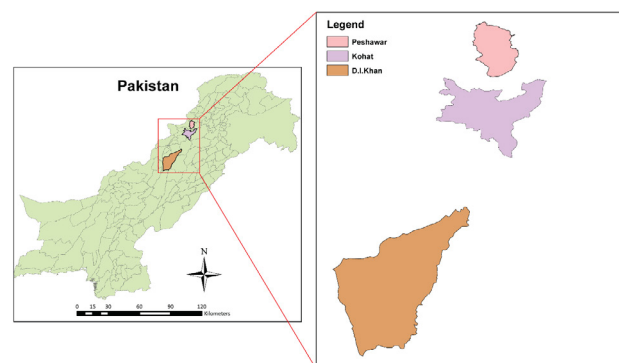 Pakistan
N
0 15 30 60 90 120
Kilometers
Legend
Peshawar
Kohat
D.I.Khan